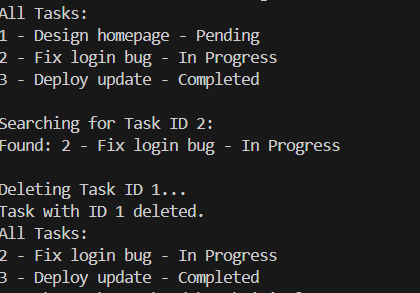 All Tasks:
1 - Design homepage - Pending
2 - Fix login bug - In Progress
3 - Deploy update - Completed
Searching for Task ID 2:
Found: 2 - Fix login bug - In Progress
Deleting Task ID 1...
Task with ID 1 deleted.
All Tasks:
2 - Fix login bug - In Progress
3 - Deploy update - Completed